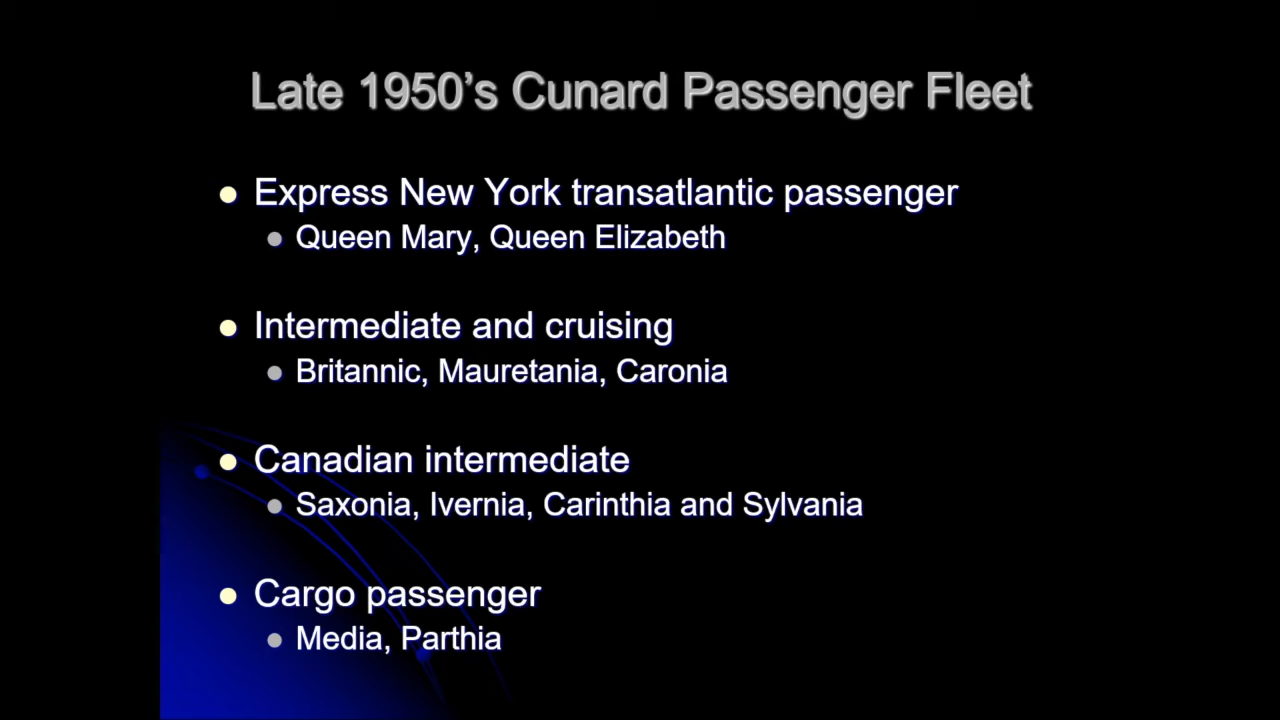 Late 1950’s Cunard Passenger Fleet
Express New York transatlantic passenger
Queen Mary, Queen Elizabeth
Intermediate and cruising
Britannic, Mauretania, Caronia
Canadian intermediate
Saxonia, Ivernia, Carinthia and Sylvania
Cargo passenger
Media, Parthia